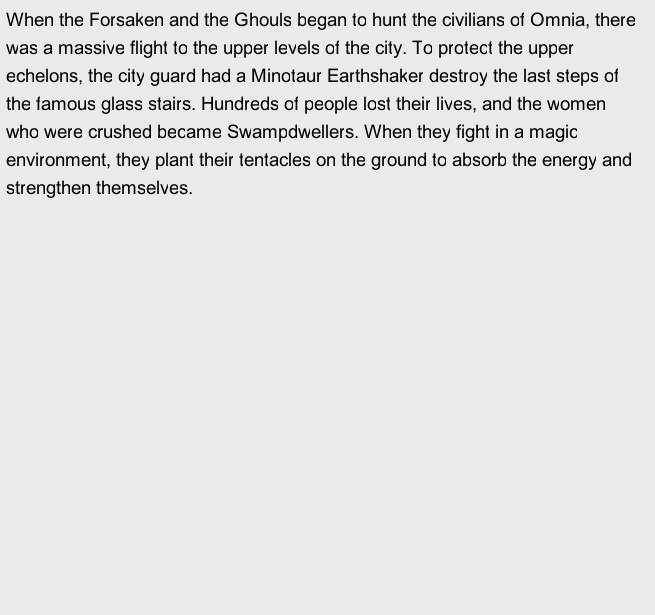 When the Forsaken and the Ghouls began to hunt the civilians of Omnia, there
was a massive flight to the upper levels of the city. To protect the upper
echelons, the city guard had a Minotaur Earthshaker destroy the last steps of
the famous glass stairs. Hundreds of people lost their lives, and the women
who were crushed became Swampdwellers. When they fight in a magic
environment, they plant their tentacles on the ground to absorb the energy and
strengthen themselves.